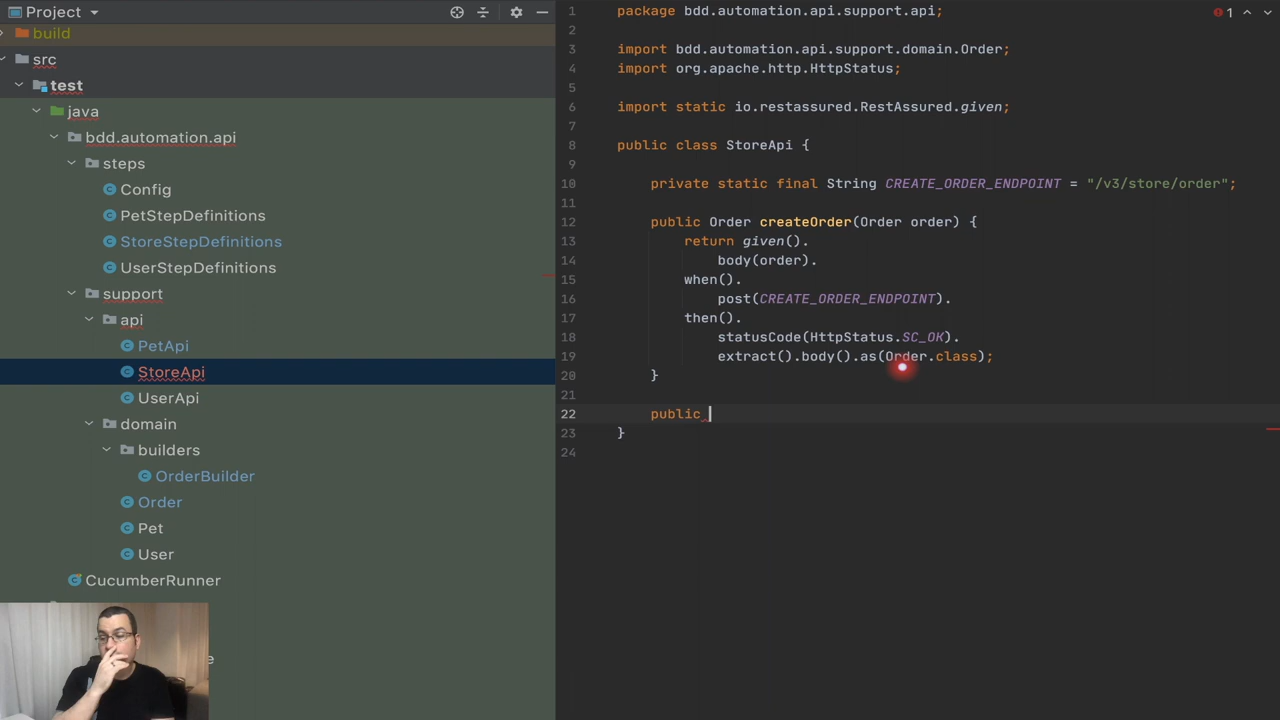 Project
build
src
test
java
bdd.automation.api
steps
Config
PetStepDefinitions
StoreStepDefinitions
UserStepDefinitions
support
api
PetApi
StoreApi
UserApi
domain
builders
OrderBuilder
Order
Pet
User
CucumberRunner
e
1
1 package bdd.automation.api.support.api;
2
3 import bdd.automation.api.support.domain.Order;
4 import org.apache.http.HttpStatus;
5
6 import static io.restassured.RestAssured.given;
7
8 public class StoreApi {
9
10 private static final String CREATE_ORDER_ENDPOINT = "/v3/store/order";
11
12 public Order createOrder(Order order) {
13 return given().
14 body(order).
15 when().
16 post(CREATE_ORDER_ENDPOINT).
17 then().
18 statusCode(HttpStatus.SC_OK).
19 extract().body().as(Order.class);
20 }
21
22 public
23 }
24